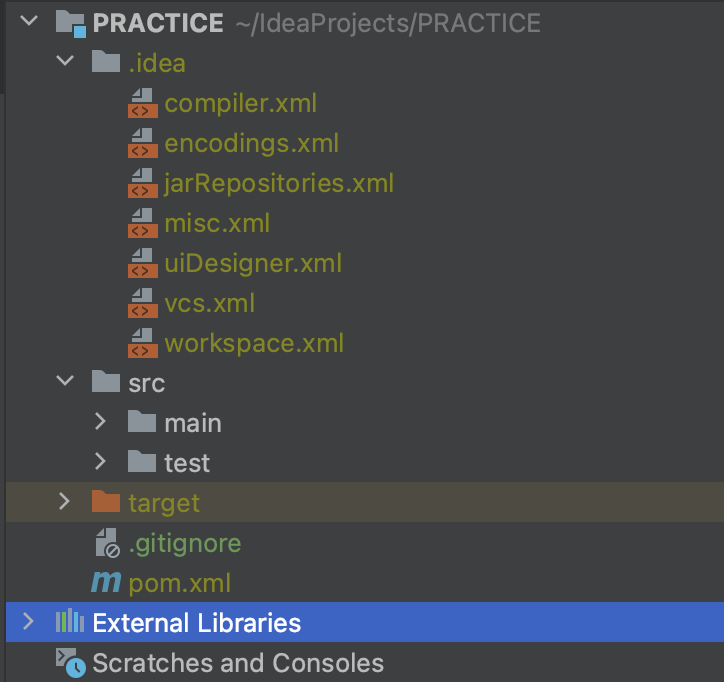 PRACTICE ~/IdeaProjects/PRACTICE
.idea
compiler.xml
encodings.xml
jarRepositories.xml
misc.xml
uiDesigner.xml
vcs.xml
workspace.xml
src
main
test
target
.gitignore
m pom.xml
External Libraries
Scratches and Consoles